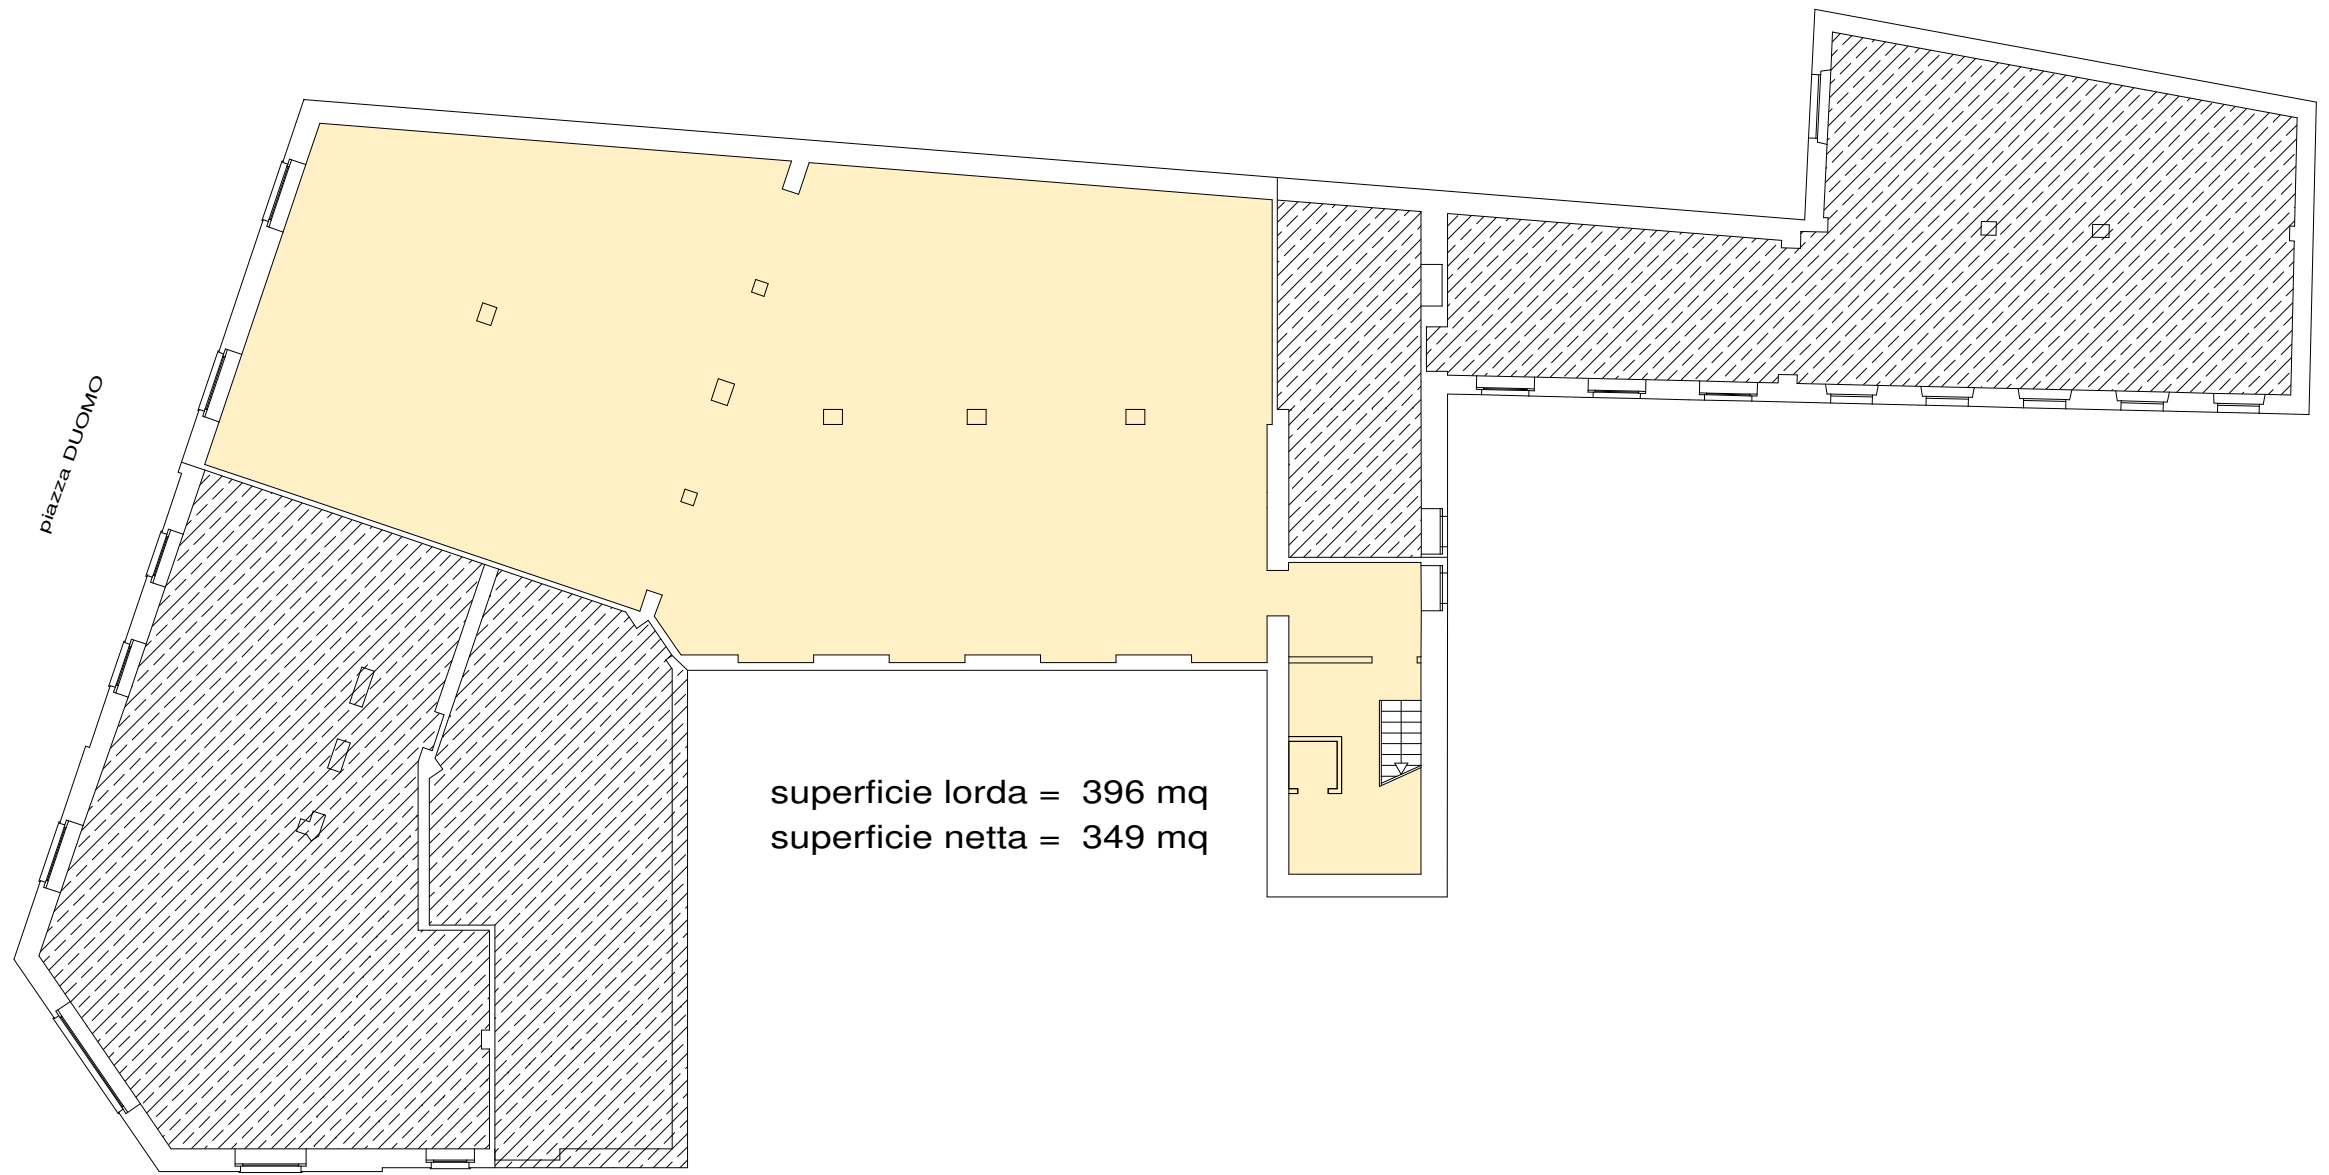 piazza DUOMO
superficie lorda = 396 mq
superficie netta = 349 mq